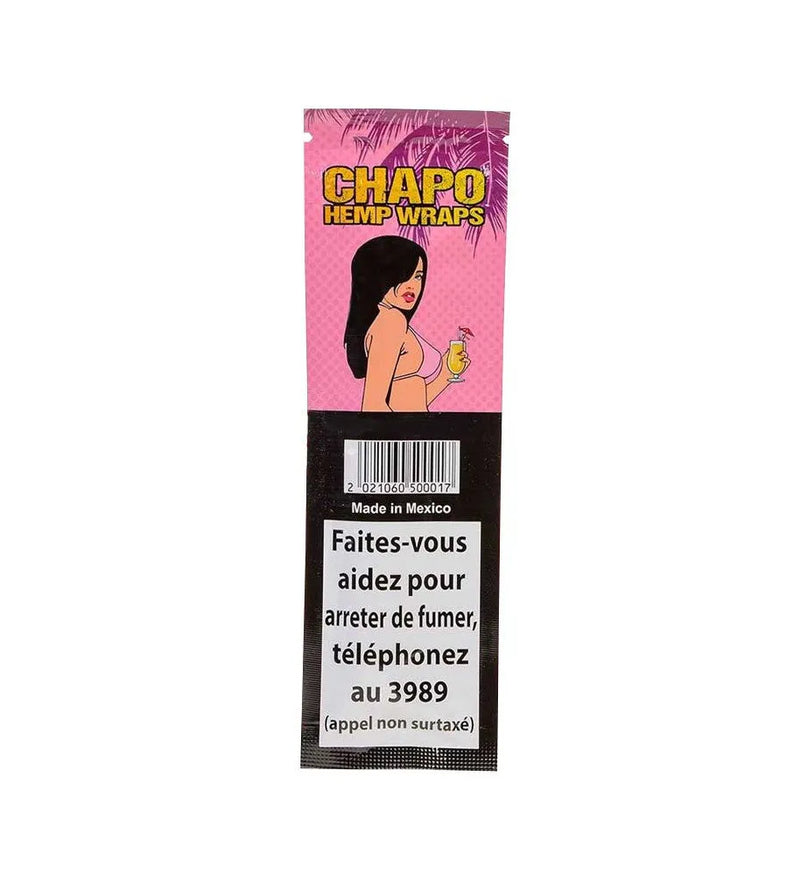 CHAPO
HEMP WRAPS
2 021060 500017
Made in Mexico
Faites-vous
aidez pour
arreter de fumer,
téléphonez
au 3989
(appel non surtaxé)